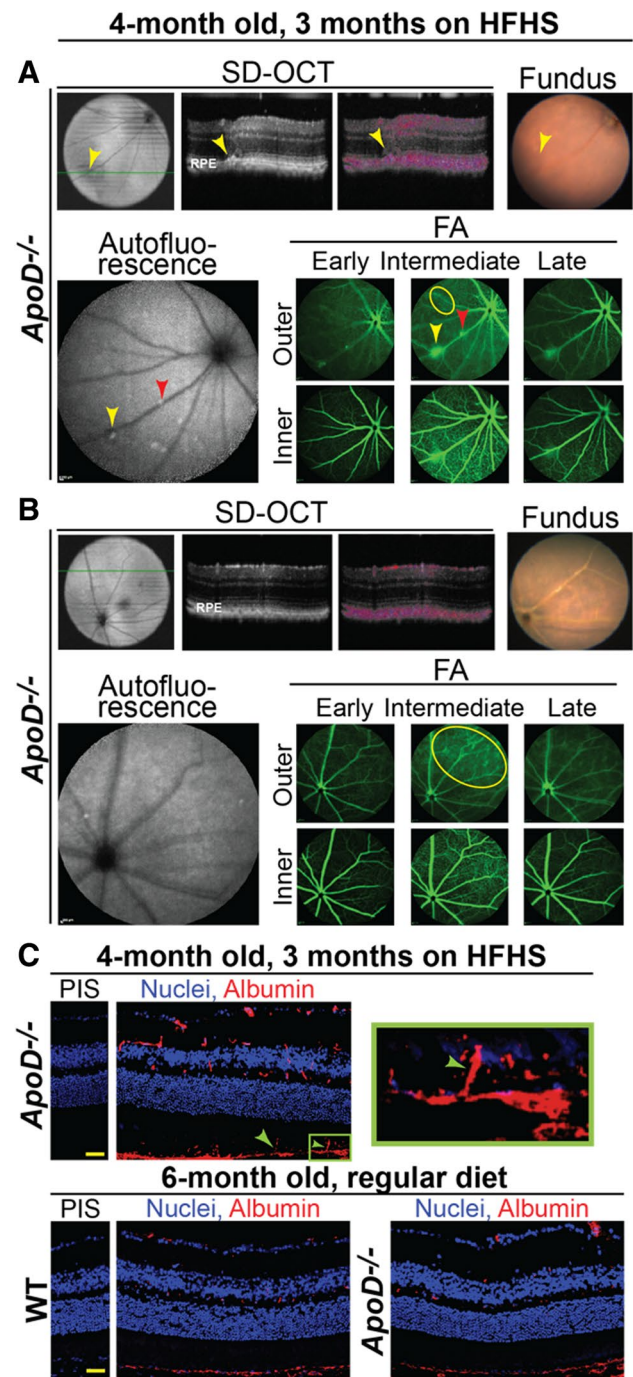 4-month old, 3 months on HFHS
A
SD-OCT
Fundus
RPE
ApoD-/-
Autofluo-
rescence
FA
Early Intermediate Late
Outer
Inner
B
SD-OCT
Fundus
RPE
ApoD-/-
Autofluo-
rescence
FA
Early Intermediate Late
Outer
Inner
C
4-month old, 3 months on HFHS
PIS Nuclei, Albumin
ApoD-/-
6-month old, regular diet
PIS Nuclei, Albumin Nuclei, Albumin
WT
ApoD-/-